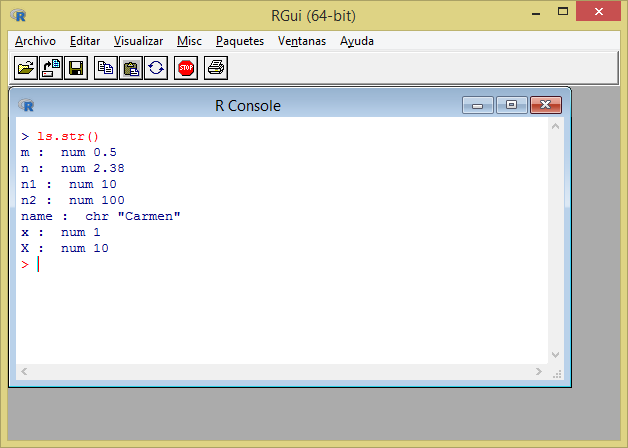 RGui (64-bit)
Archivo Editar Visualizar Misc Paquetes Ventanas Ayuda
STOP
R Console
> ls.str()
m :  num 0.5
n :  num 2.38
n1 :  num 10
n2 :  num 100
name :  chr "Carmen"
x :  num 1
X :  num 10
>